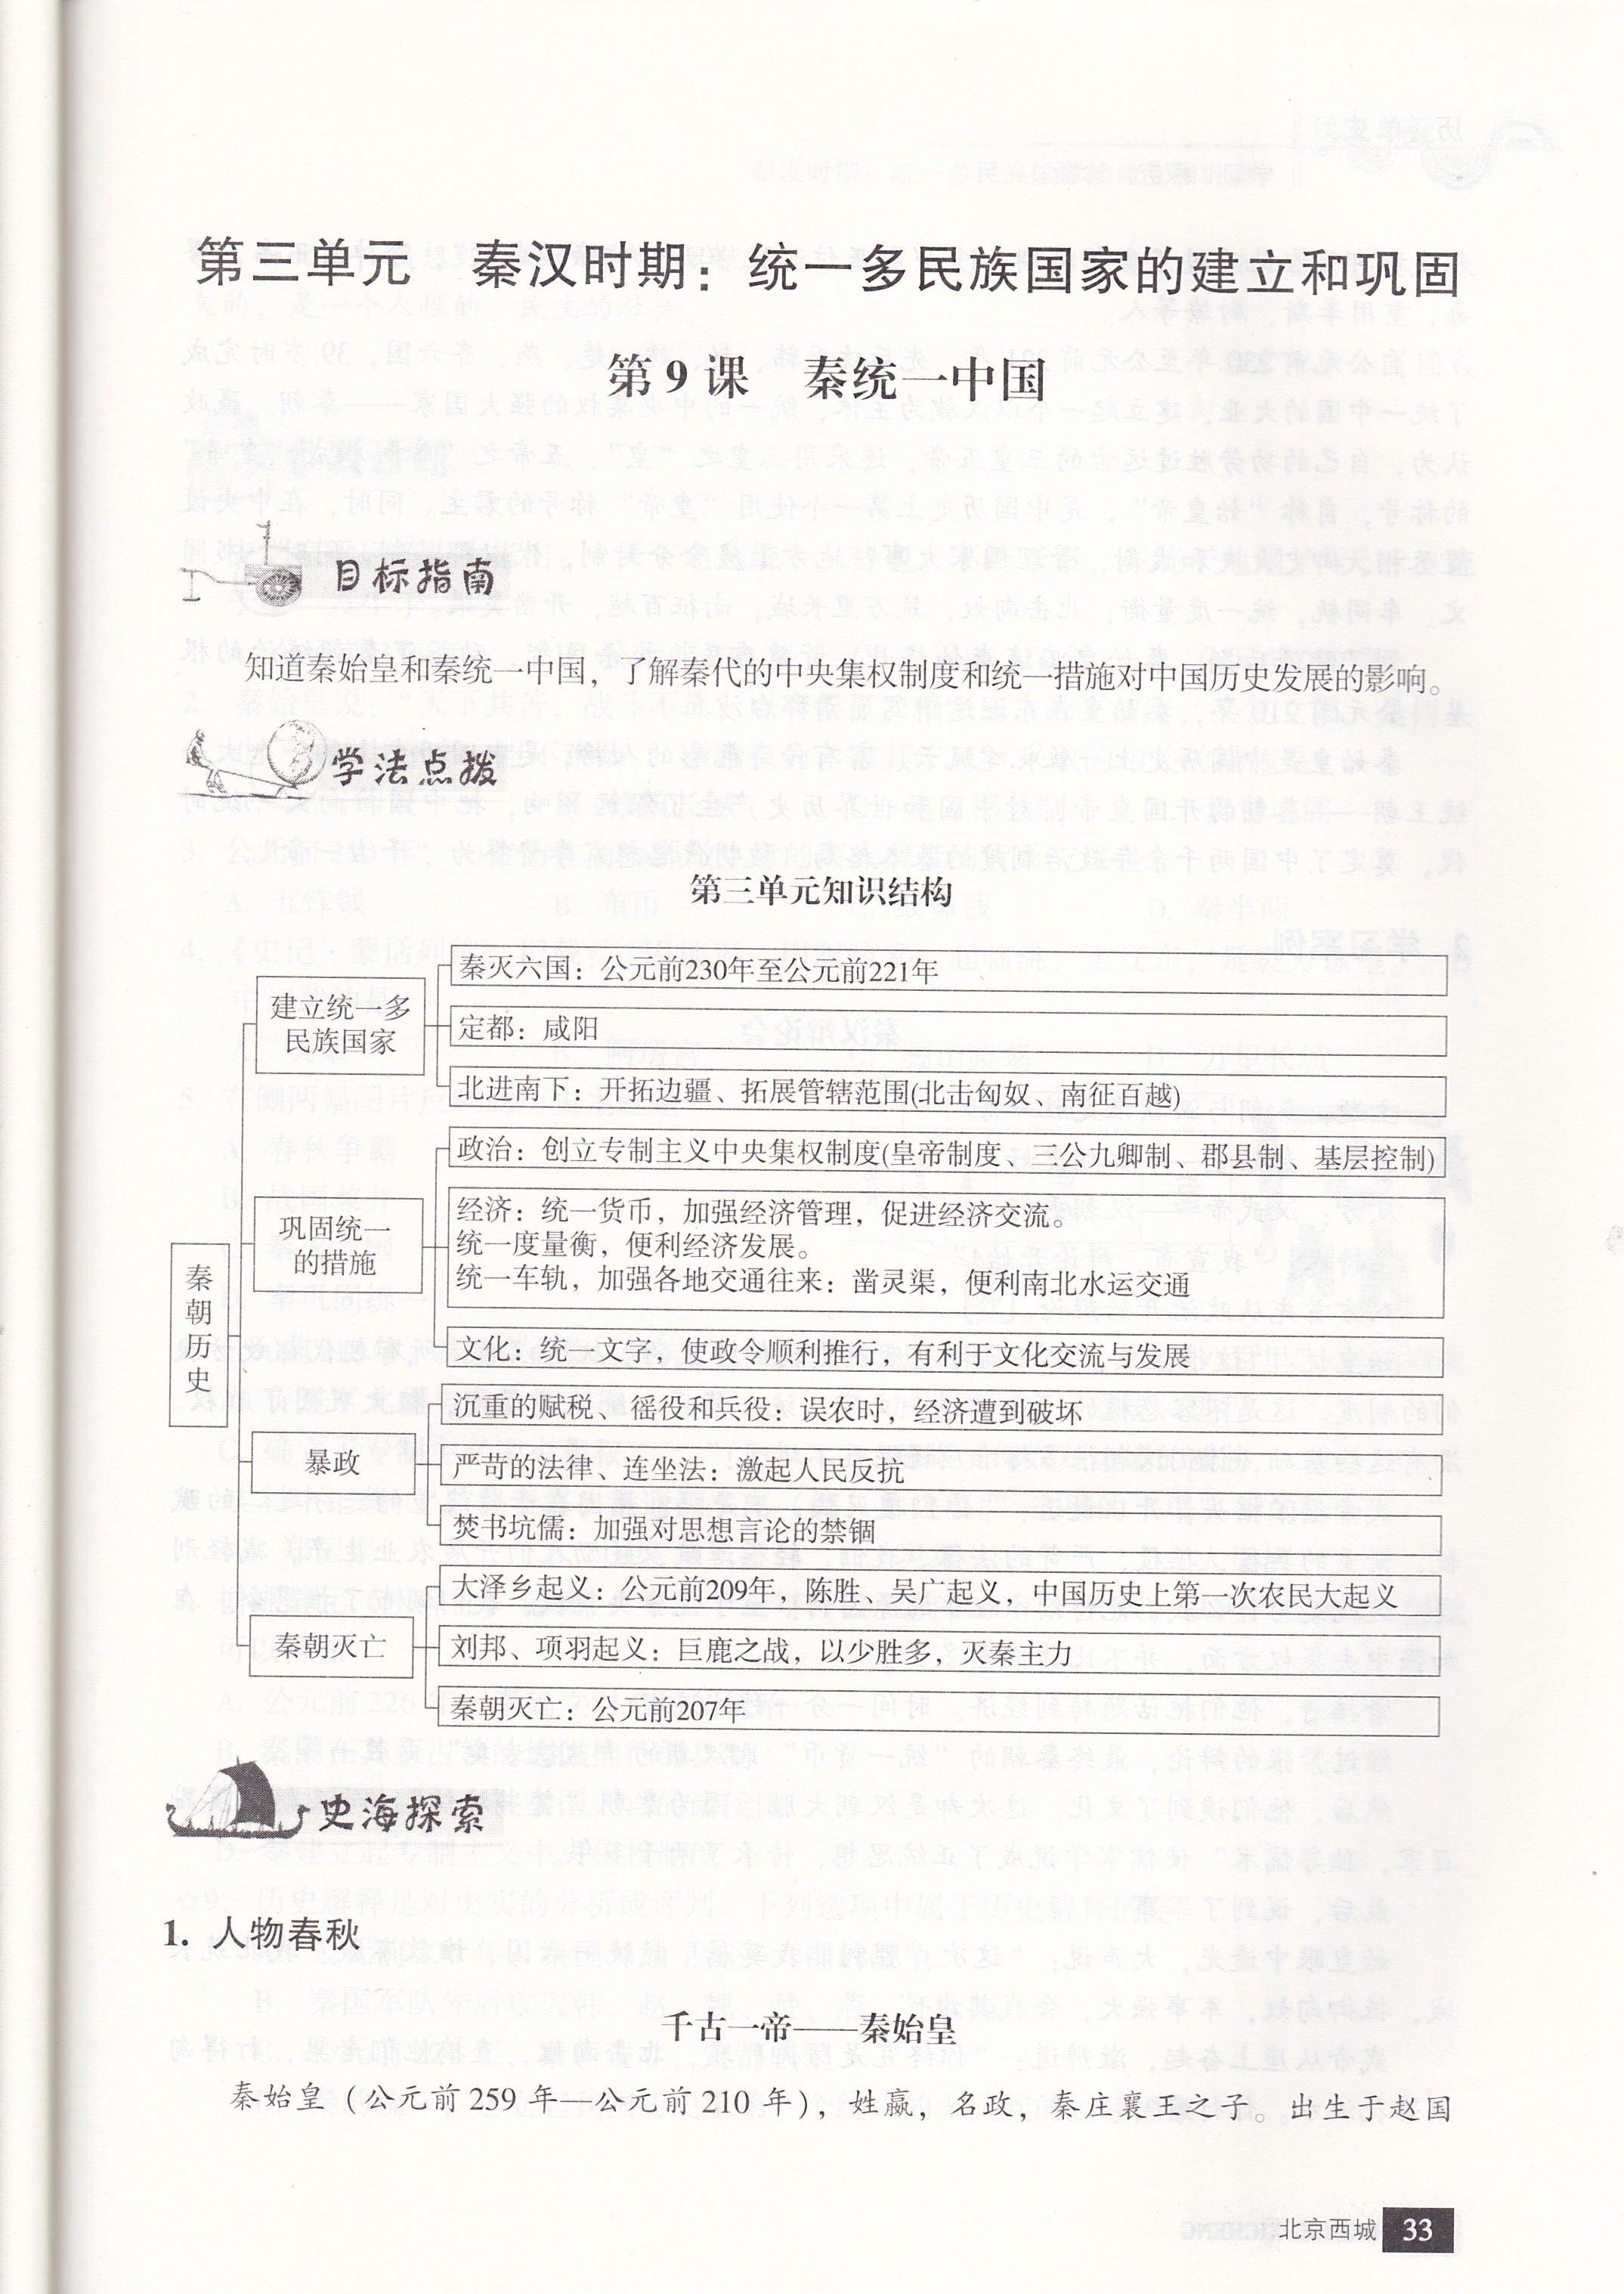 第三单元　秦汉时期：统一多民族国家的建立和巩固
第 9 课　秦统一中国
目标指南
知道秦始皇和秦统一中国，了解秦代的中央集权制度和统一措施对中国历史发展的影响。
学法点拨
第三单元知识结构
秦朝历史
建立统一多
民族国家
秦灭六国：公元前230年至公元前221年
定都：咸阳
北进南下：开拓边疆、拓展管辖范围(北击匈奴、南征百越)
巩固统一
的措施
政治：创立专制主义中央集权制度(皇帝制度、三公九卿制、郡县制、基层控制)
经济：统一货币，加强经济管理，促进经济交流。
统一度量衡，便利经济发展。
统一车轨，加强各地交通往来：凿灵渠，便利南北水运交通
文化：统一文字，使政令顺利推行，有利于文化交流与发展
暴政
沉重的赋税、徭役和兵役：误农时，经济遭到破坏
严苛的法律、连坐法：激起人民反抗
焚书坑儒：加强对思想言论的禁锢
秦朝灭亡
大泽乡起义：公元前209年，陈胜、吴广起义，中国历史上第一次农民大起义
刘邦、项羽起义：巨鹿之战，以少胜多，灭秦主力
秦朝灭亡：公元前207年
史海探索
1. 人物春秋
千古一帝——秦始皇
秦始皇（公元前 259 年—公元前 210 年），姓嬴，名政，秦庄襄王之子。出生于赵国
北京西城 33